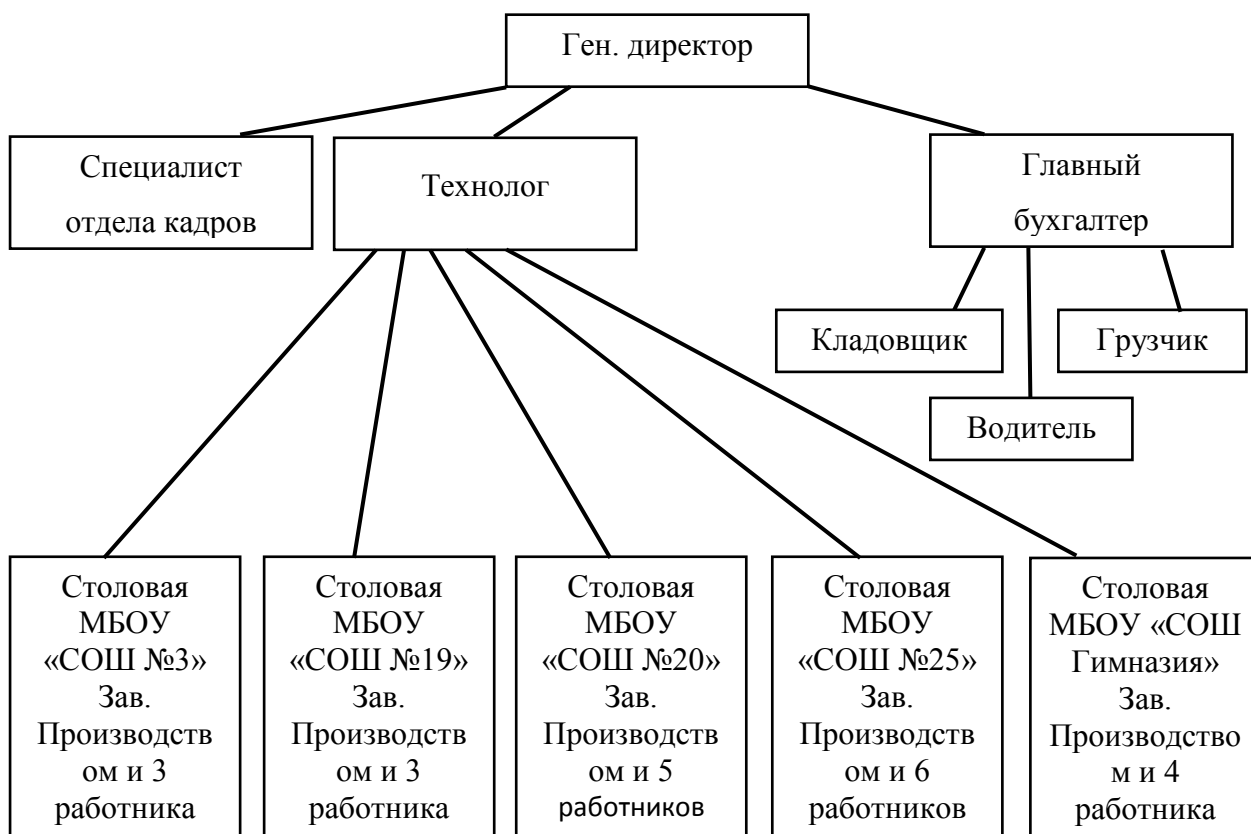 Ген. директор
Специалист
отдела кадров
Технолог
Главный
бухгалтер
Кладовщик
Грузчик
Водитель
Столовая
МБОУ
«СОШ №3»
Зав.
Производств
ом и 3
работника
Столовая
МБОУ
«СОШ №19»
Зав.
Производств
ом и 3
работника
Столовая
МБОУ
«СОШ №20»
Зав.
Производств
ом и 5
работников
Столовая
МБОУ
«СОШ №25»
Зав.
Производств
ом и 6
работников
Столовая
МБОУ «СОШ
Гимназия»
Зав.
Производство
м и 4
работника